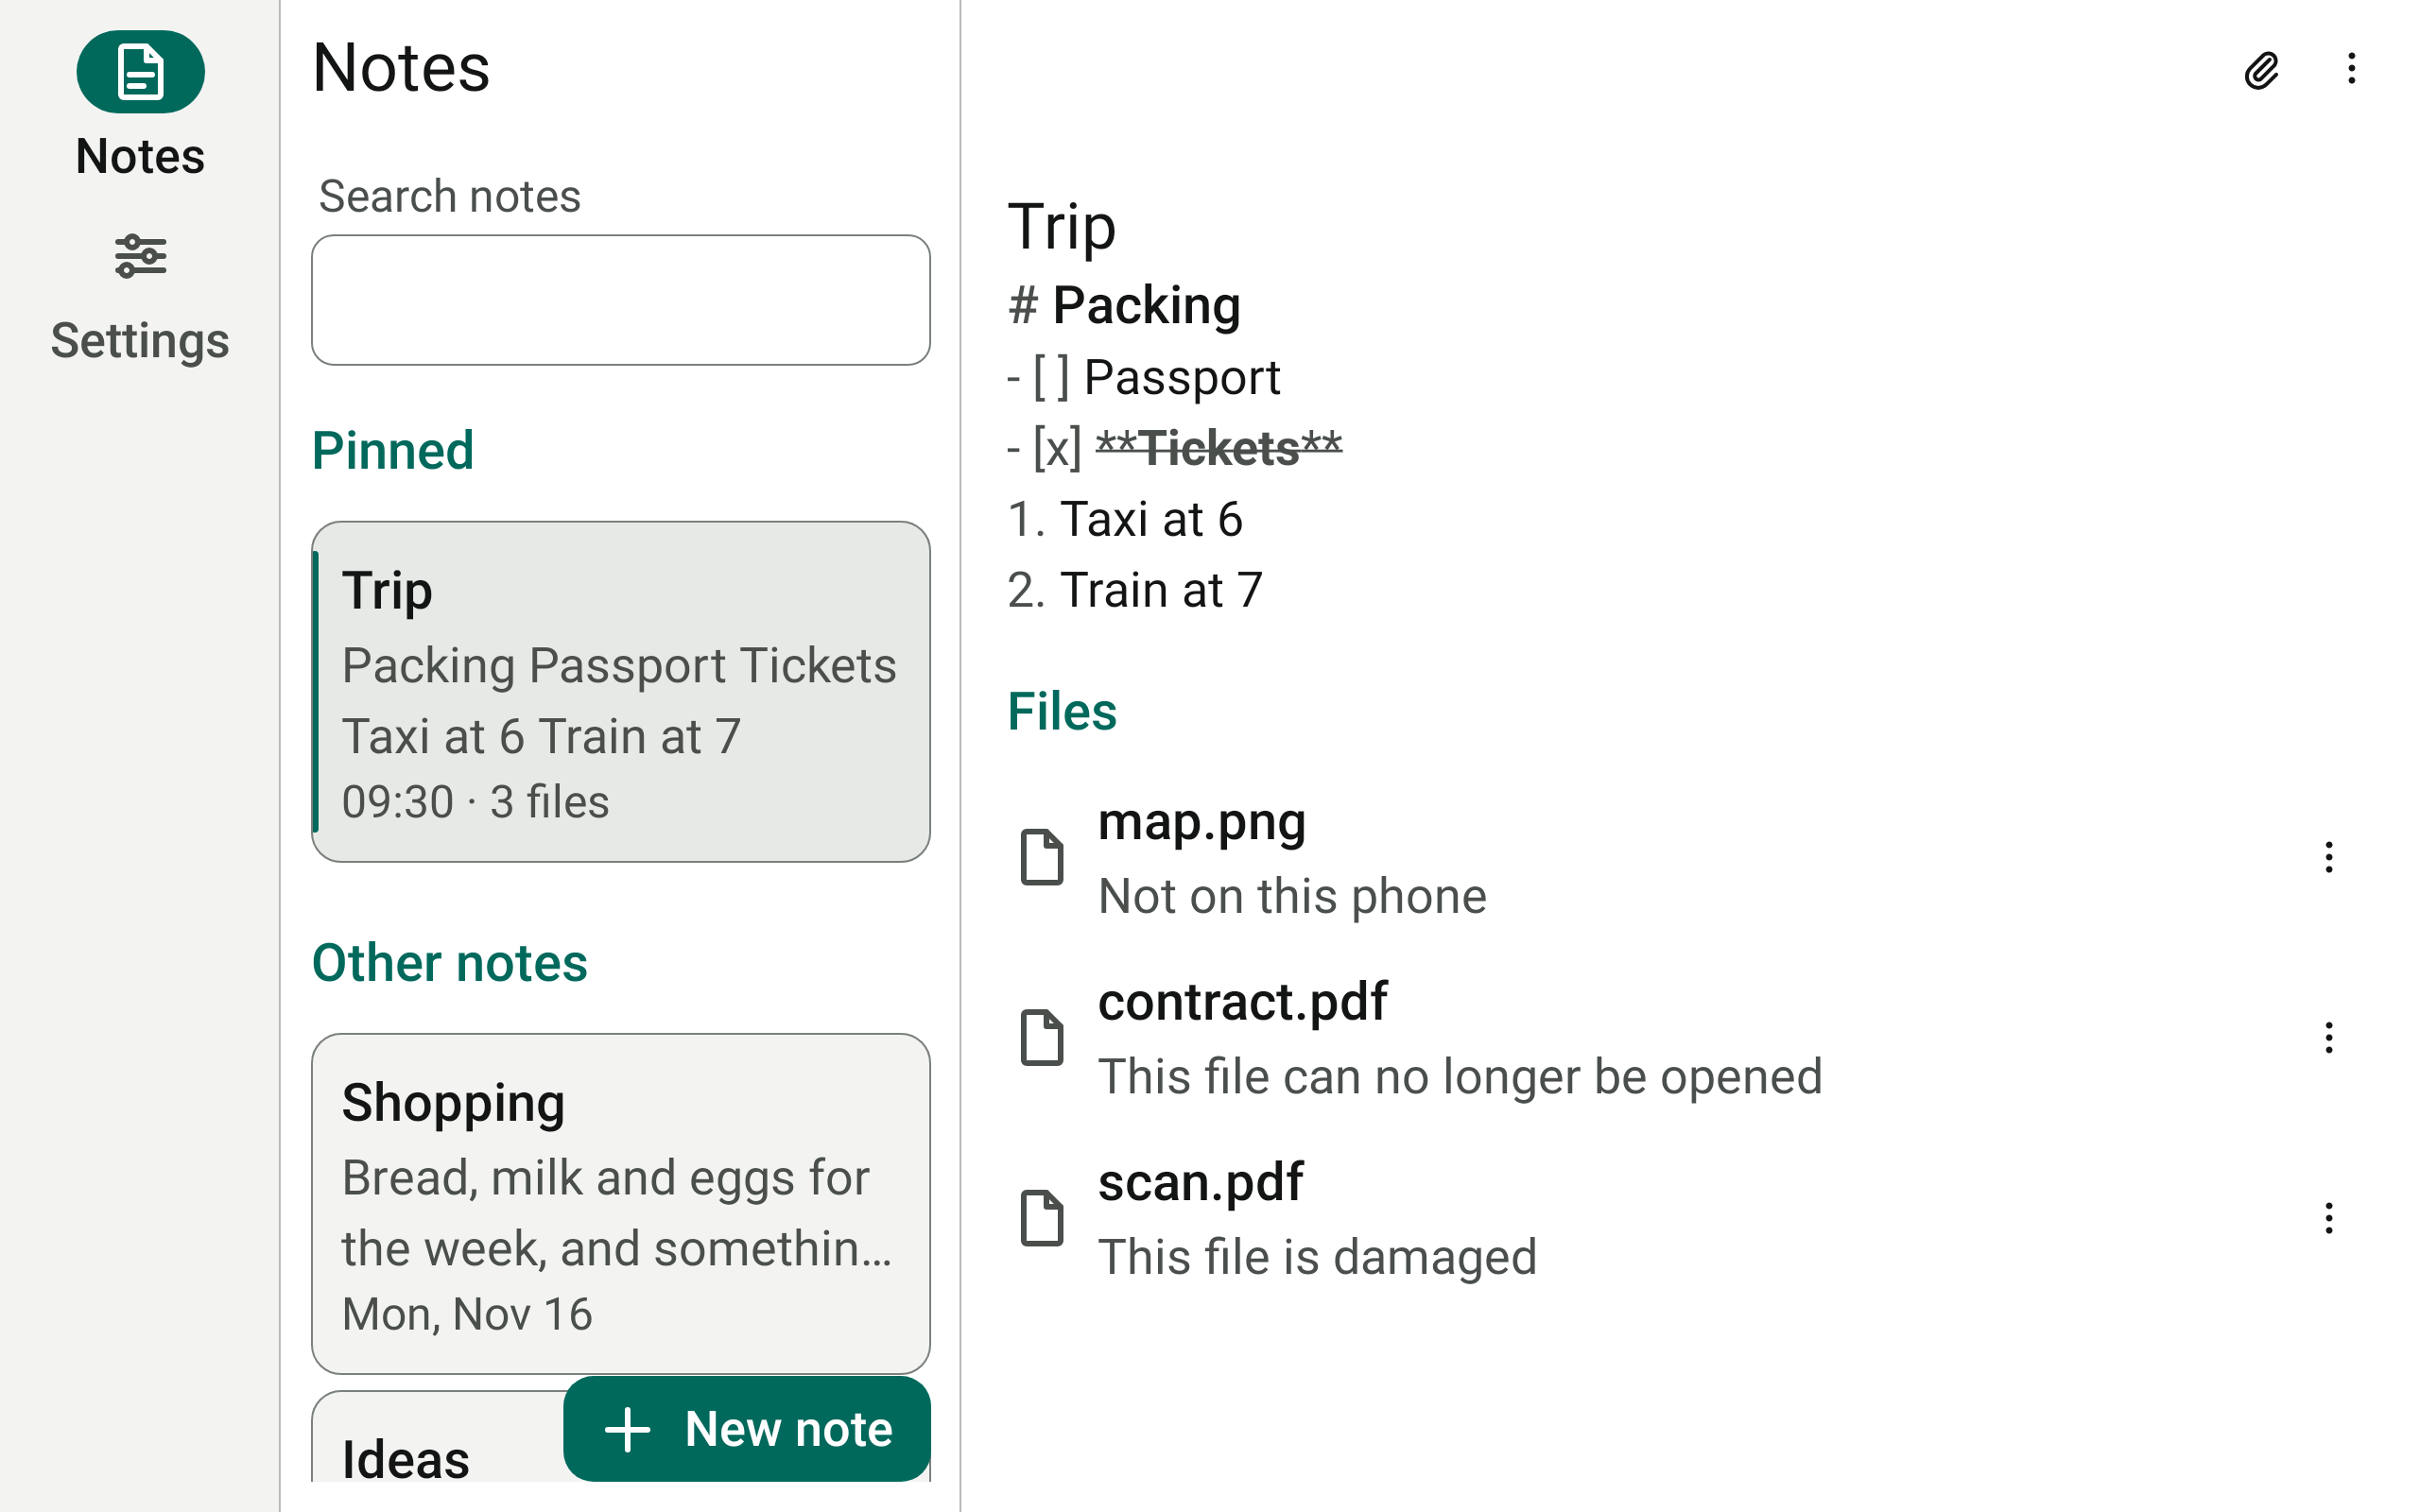 Notes
Settings
Notes
Search notes
Pinned
Trip
Packing Passport Tickets
Taxi at 6 Train at 7
09:30 · 3 files
Other notes
Shopping
Bread, milk and eggs for
the week, and somethin…
Mon, Nov 16
Ideas
New note
Trip
# Packing
- [ ] Passport
- [x] **Tickets**
1. Taxi at 6
2. Train at 7
Files
map.png
Not on this phone
contract.pdf
This file can no longer be opened
scan.pdf
This file is damaged